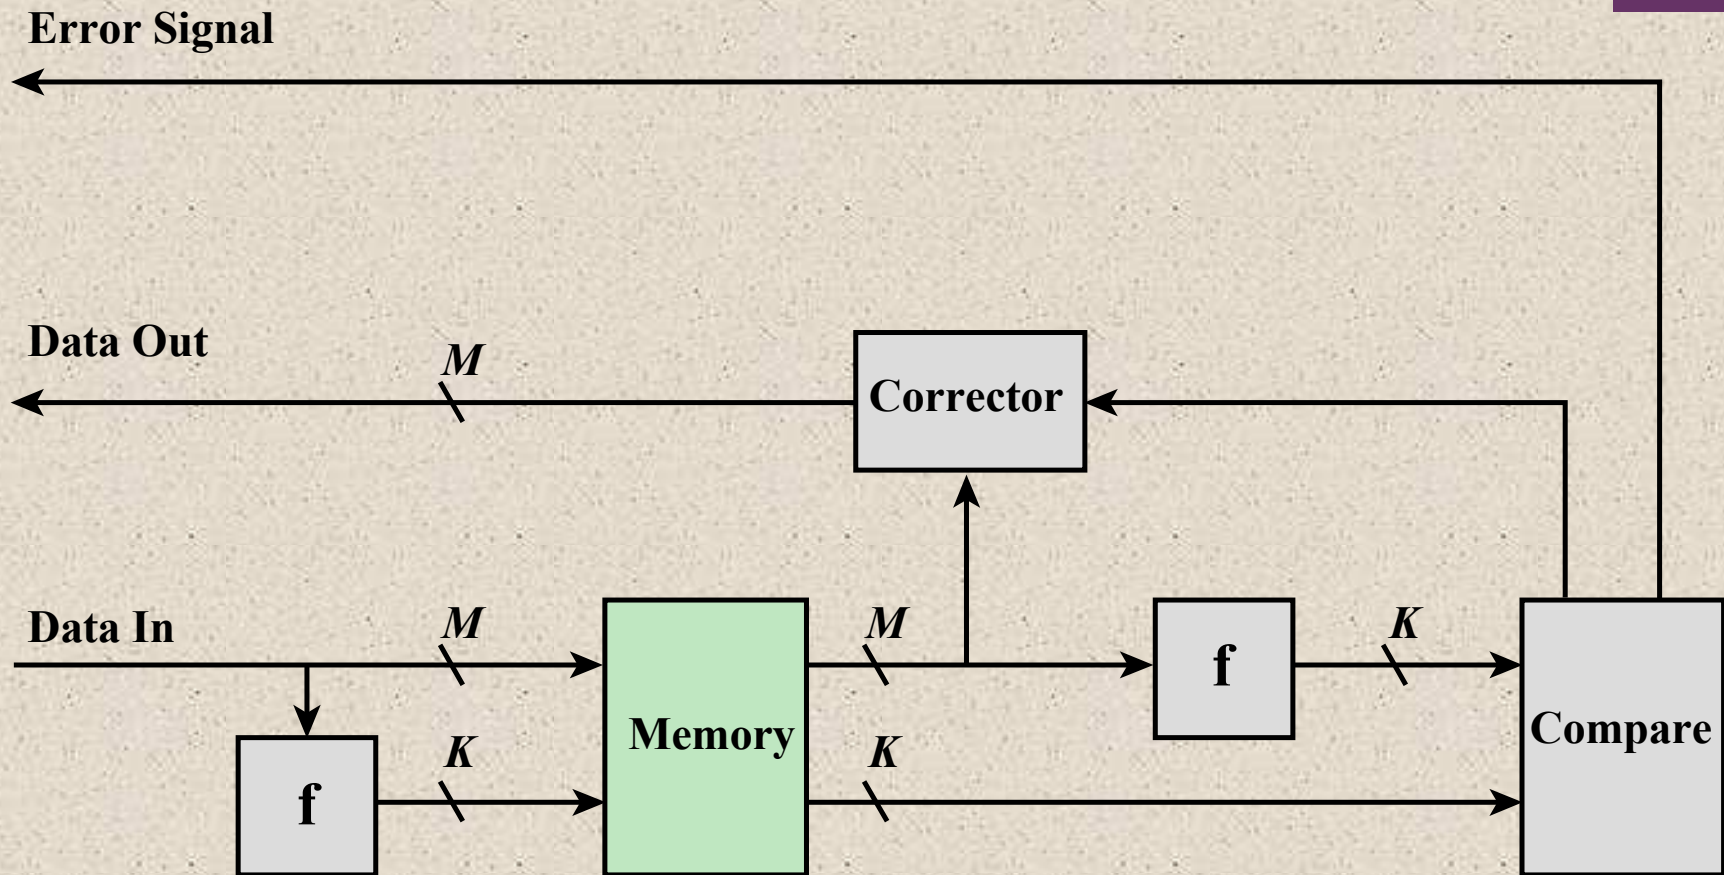 Error Signal
Data Out
M
Corrector
Data In
M
M
K
f
Memory
Compare
K
K
f